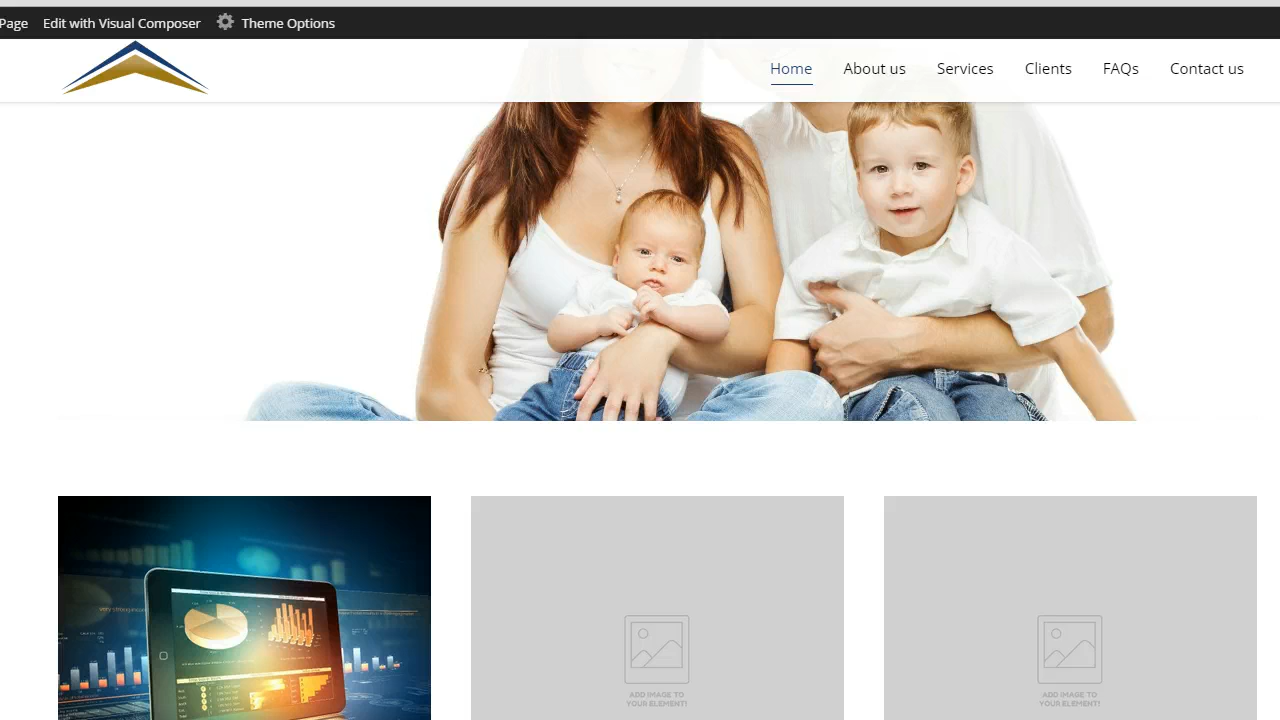 Page Edit with Visual Composer Theme Options
Home About us Services Clients FAQs Contact us
ADD IMAGE TO
YOUR ELEMENT!
ADD IMAGE TO
YOUR ELEMENT!